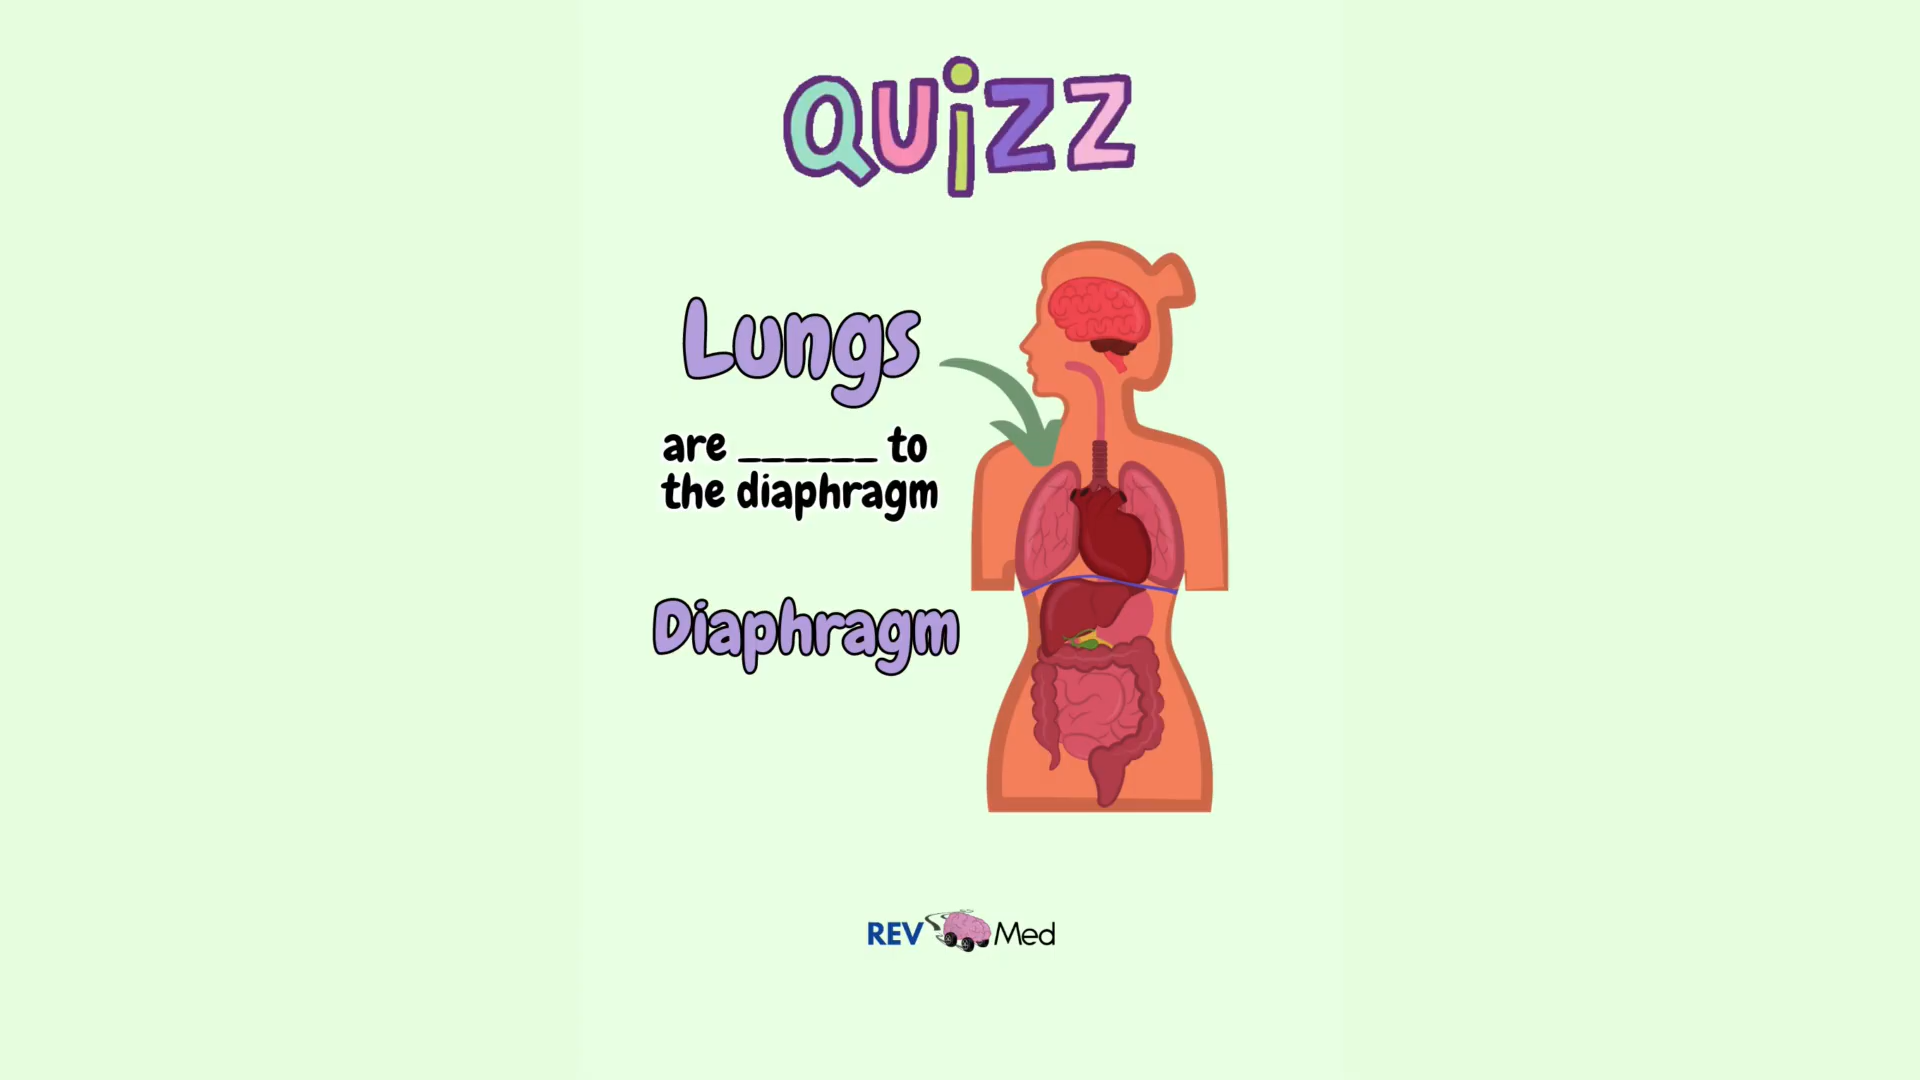 QUiZZ
Lungs
are ______ to
the diaphragm
Diaphragm
REV Med